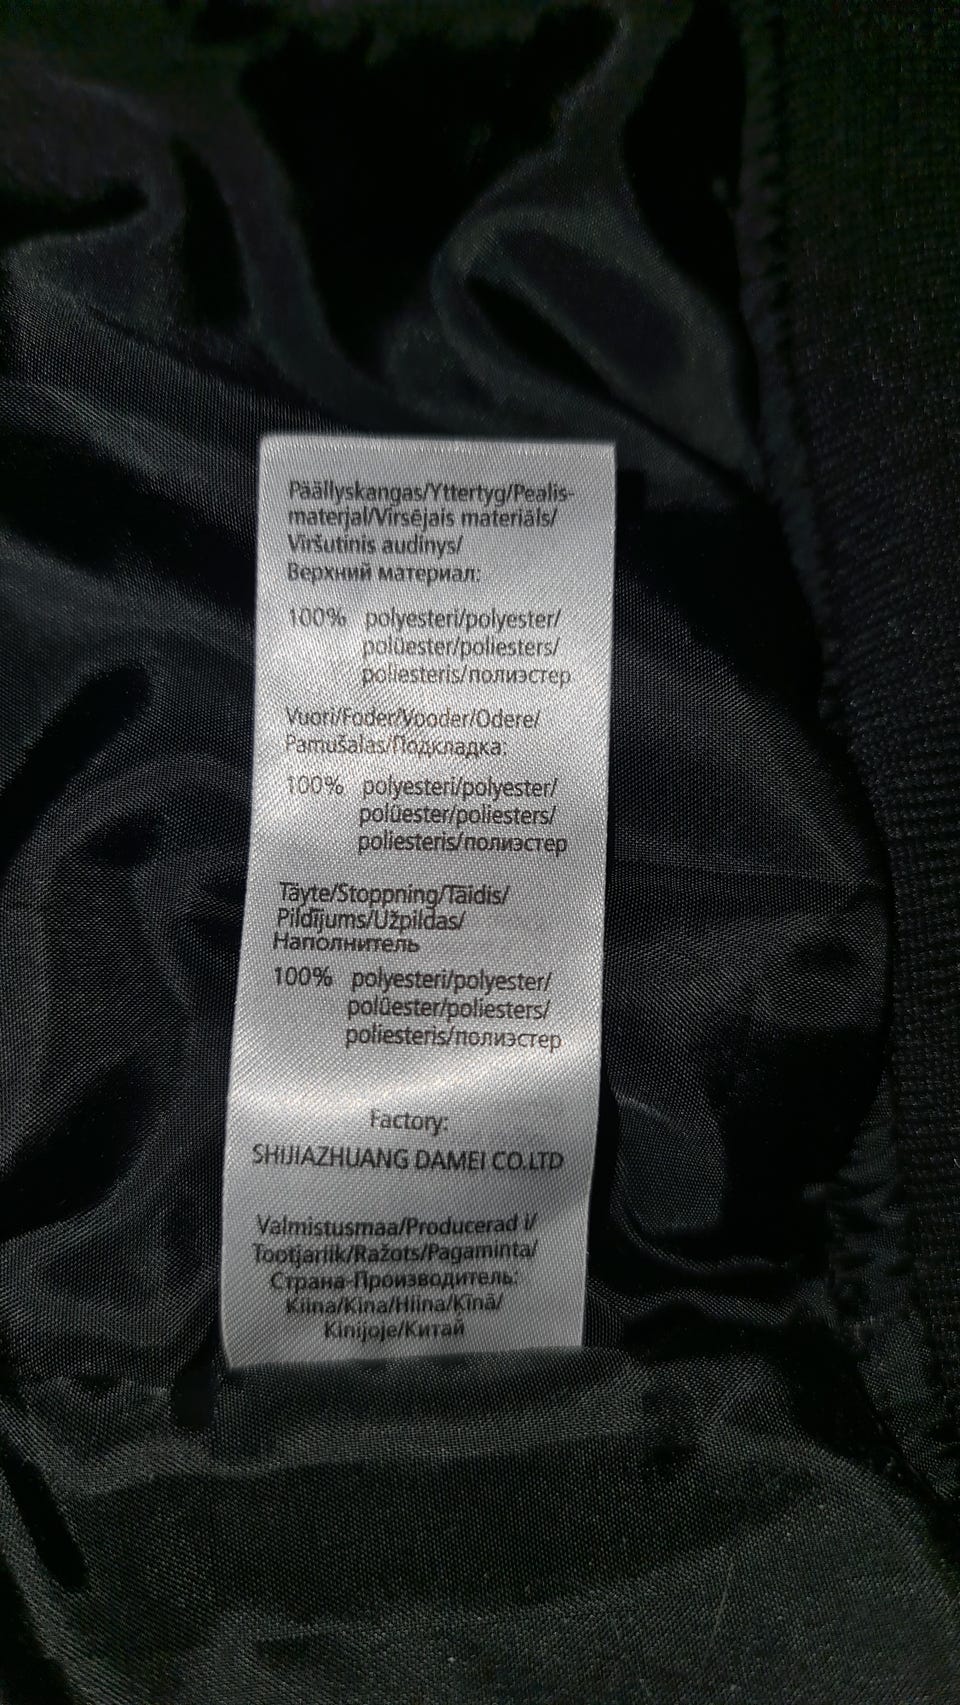 Päällyskangas/Yttertyg/Pealis-
materjal/Virsējais materiāls/
Viršutinis audinys/
Верхний материал:
100% polyesteri/polyester/
polüester/poliesters/
poliesteris/полиэстер
Vuori/Foder/Vooder/Odere/
Pamušalas/Подкладка:
100% polyesteri/polyester/
polüester/poliesters/
poliesteris/полиэстер
Täyte/Stoppning/Täidis/
Pildījums/Užpildas/
Наполнитель
100% polyesteri/polyester/
polüester/poliesters/
poliesteris/полиэстер
Factory:
SHIJIAZHUANG DAMEI CO.LTD
Valmistusmaa/Producerad i/
Tootjariik/Ražots/Pagaminta/
Страна-Производитель:
Kiina/Kina/Hiina/Ķīnā/
Kinijoje/Китай